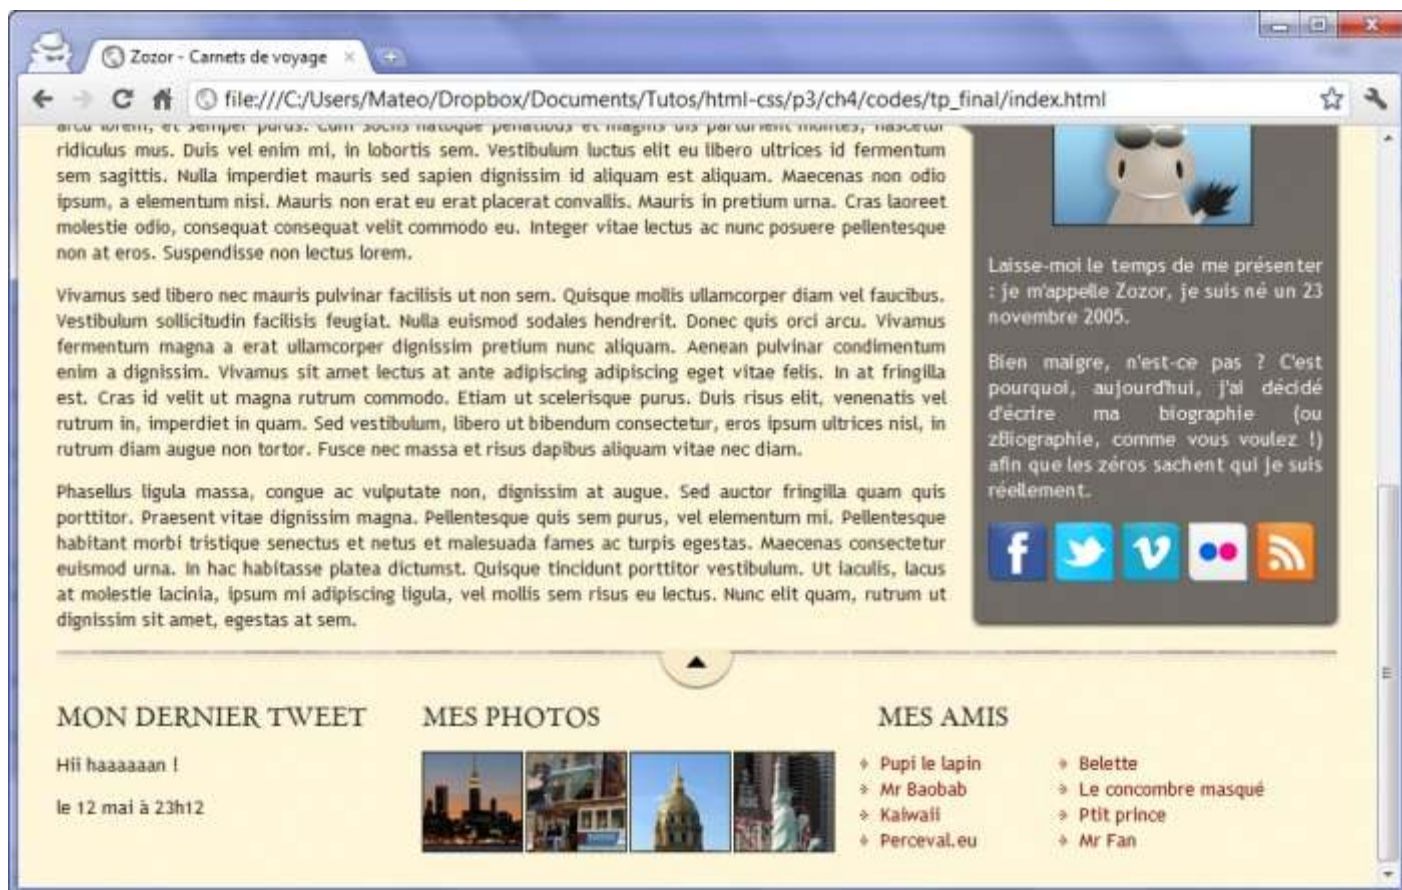 Zozor - Carnets de voyage
file:///C:/Users/Mateo/Dropbox/Documents/Tutos/html-css/p3/ch4/codes/tp_final/index.html
arcu lorem, et semper purus. Cum sociis natoque penatibus et magnis dis parturient montes, nascetur
ridiculus mus. Duis vel enim mi, in lobortis sem. Vestibulum luctus elit eu libero ultrices id fermentum
sem sagittis. Nulla imperdiet mauris sed sapien dignissim id aliquam est aliquam. Maecenas non odio
ipsum, a elementum nisi. Mauris non erat eu erat placerat convallis. Mauris in pretium urna. Cras laoreet
molestie odio, consequat consequat velit commodo eu. Integer vitae lectus ac nunc posuere pellentesque
non at eros. Suspendisse non lectus lorem.
Vivamus sed libero nec mauris pulvinar facilisis ut non sem. Quisque mollis ullamcorper diam vel faucibus.
Vestibulum sollicitudin facilisis feugiat. Nulla euismod sodales hendrerit. Donec quis orci arcu. Vivamus
fermentum magna a erat ullamcorper dignissim pretium nunc aliquam. Aenean pulvinar condimentum
enim a dignissim. Vivamus sit amet lectus at ante adipiscing adipiscing eget vitae felis. In at fringilla
est. Cras id velit ut magna rutrum commodo. Etiam ut scelerisque purus. Duis risus elit, venenatis vel
rutrum in, imperdiet in quam. Sed vestibulum, libero ut bibendum consectetur, eros ipsum ultrices nisl, in
rutrum diam augue non tortor. Fusce nec massa et risus dapibus aliquam vitae nec diam.
Phasellus ligula massa, congue ac vulputate non, dignissim at augue. Sed auctor fringilla quam quis
porttitor. Praesent vitae dignissim magna. Pellentesque quis sem purus, vel elementum mi. Pellentesque
habitant morbi tristique senectus et netus et malesuada fames ac turpis egestas. Maecenas consectetur
euismod urna. In hac habitasse platea dictumst. Quisque tincidunt porttitor vestibulum. Ut iaculis, lacus
at molestie lacinia, ipsum mi adipiscing ligula, vel mollis sem risus eu lectus. Nunc elit quam, rutrum ut
dignissim sit amet, egestas at sem.
Laisse-moi le temps de me présenter
: je m'appelle Zozor, je suis né un 23
novembre 2005.
Bien maigre, n'est-ce pas ? C'est
pourquoi, aujourd'hui, j'ai décidé
d'écrire ma biographie (ou
zBiographie, comme vous voulez !)
afin que les zéros sachent qui je suis
réellement.
MON DERNIER TWEET
Hii haaaaaan !
le 12 mai à 23h12
MES PHOTOS
MES AMIS
Pupi le lapin
Mr Baobab
Kaiwaii
Perceval.eu
Belette
Le concombre masqué
Ptit prince
Mr Fan